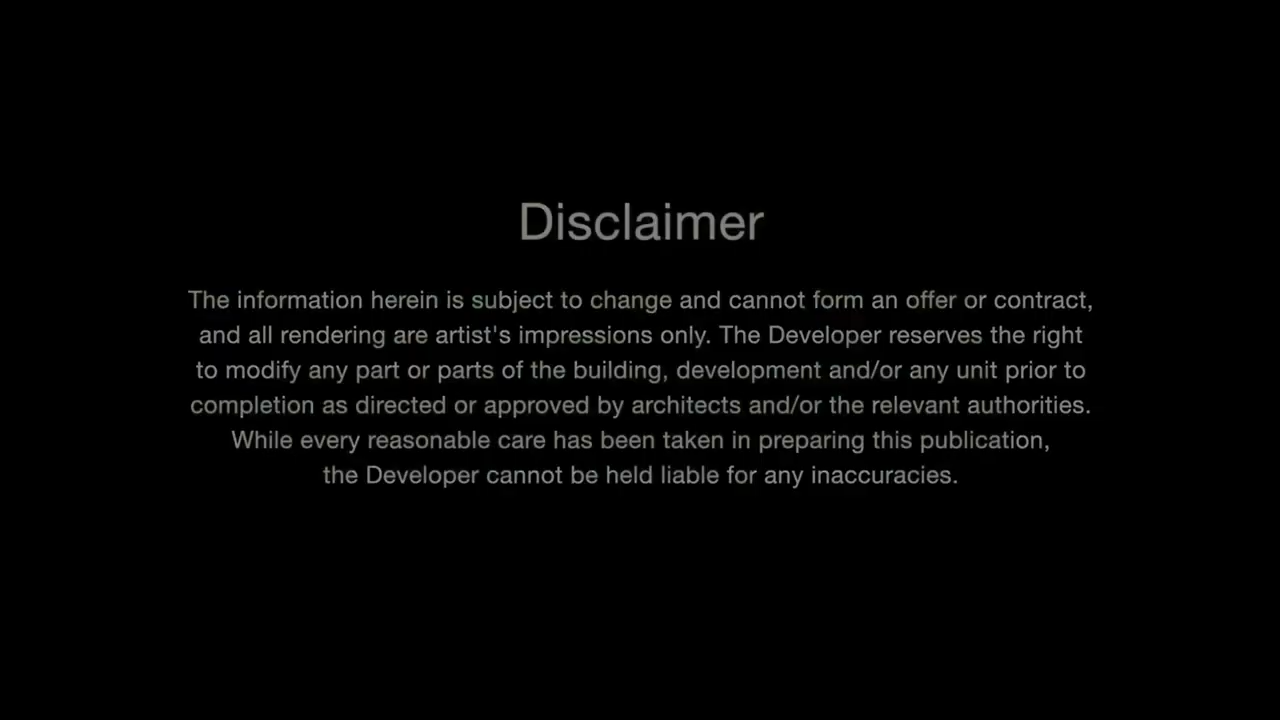 Disclaimer
The information herein is subject to change and cannot form an offer or contract,
and all rendering are artist's impressions only. The Developer reserves the right
to modify any part or parts of the building, development and/or any unit prior to
completion as directed or approved by architects and/or the relevant authorities.
While every reasonable care has been taken in preparing this publication,
the Developer cannot be held liable for any inaccuracies.